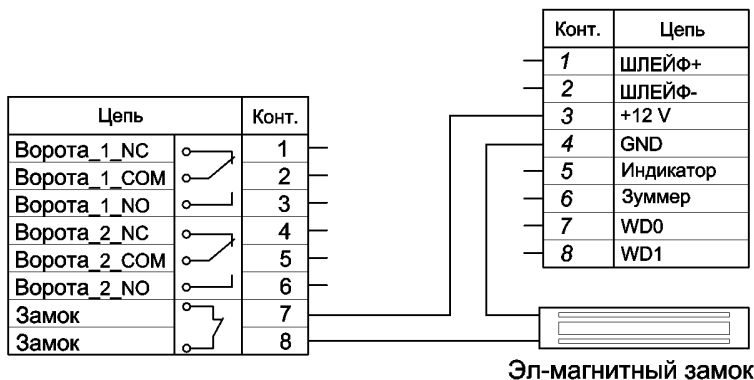 Цепь Конт.
Ворота_1_NC 1
Ворота_1_COM 2
Ворота_1_NO 3
Ворота_2_NC 4
Ворота_2_COM 5
Ворота_2_NO 6
Замок 7
Замок 8
Конт. Цепь
1 ШЛЕЙФ+
2 ШЛЕЙФ-
3 +12 V
4 GND
5 Индикатор
6 Зуммер
7 WD0
8 WD1
Эл-магнитный замок